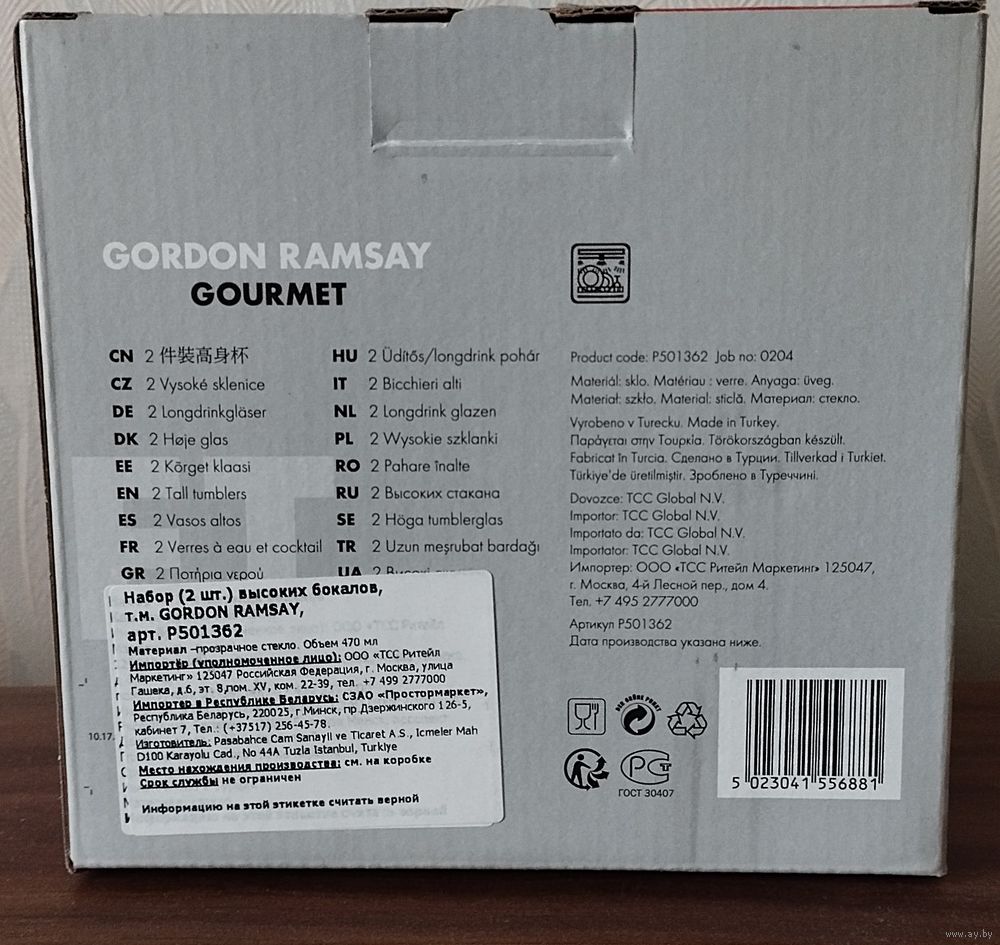 GORDON RAMSAY
GOURMET
CN 2 件裝高身杯
CZ 2 Vysoké sklenice
DE 2 Longdrinkgläser
DK 2 Høje glas
EE 2 Kõrget klaasi
EN 2 Tall tumblers
ES 2 Vasos altos
FR 2 Verres à eau et cocktail
GR 2 Ποτήρια νερού
HU 2 Üdítős/longdrink pohár
IT 2 Bicchieri alti
NL 2 Longdrink glazen
PL 2 Wysokie szklanki
RO 2 Pahare înalte
RU 2 Высоких стакана
SE 2 Höga tumblerglas
TR 2 Uzun meşrubat bardağı
UA 2 Високі
Product code: P501362 Job no: 0204
Materiál: sklo. Matériau : verre. Anyaga: üveg.
Materiał: szkło. Material: sticlă. Материал: стекло.
Vyrobeno v Turecku. Made in Turkey.
Παράγεται στην Τουρκία. Törökországban készült.
Fabricat în Turcia. Сделано в Турции. Tillverkad i Turkiet.
Türkiye'de üretilmiştir. Зроблено в Туреччині.
Dovozce: TCC Global N.V.
Importor: TCC Global N.V.
Importato da: TCC Global N.V.
Importator: TCC Global N.V.
Импортер: ООО «ТСС Ритейл Маркетинг» 125047,
г. Москва, 4-й Лесной пер., дом 4.
Тел. +7 495 2777000
Артикул P501362
Дата производства указана ниже.
Набор (2 шт.) высоких бокалов,
т.м. GORDON RAMSAY,
арт. P501362
Материал –прозрачное стекло. Объем 470 мл
Импортёр (уполномоченное лицо): ООО «ТСС Ритейл
Маркетинг» 125047 Российская Федерация, г. Москва, улица
Гашека, д.6, эт. 8,пом. XV, ком. 22-39, тел. +7 499 2777000
Импортер в Республике Беларусь: СЗАО «Простормаркет»,
Республика Беларусь, 220025, г.Минск, пр.Дзержинского 126-5,
кабинет 7, Тел.: (+37517) 256-45-78.
Изготовитель: Pasabahce Cam Sanayii ve Ticaret A.S., Icmeler Mah
D100 Karayolu Cad., No 44A Tuzla Istanbul, Turkiye
Место нахождения производства: см. на коробке
Срок службы не ограничен
Информацию на этой этикетке считать верной
10.17
DER GRÜNE PUNKT
РСТ
ГОСТ 30407
5 023041 556881
www.ay.by